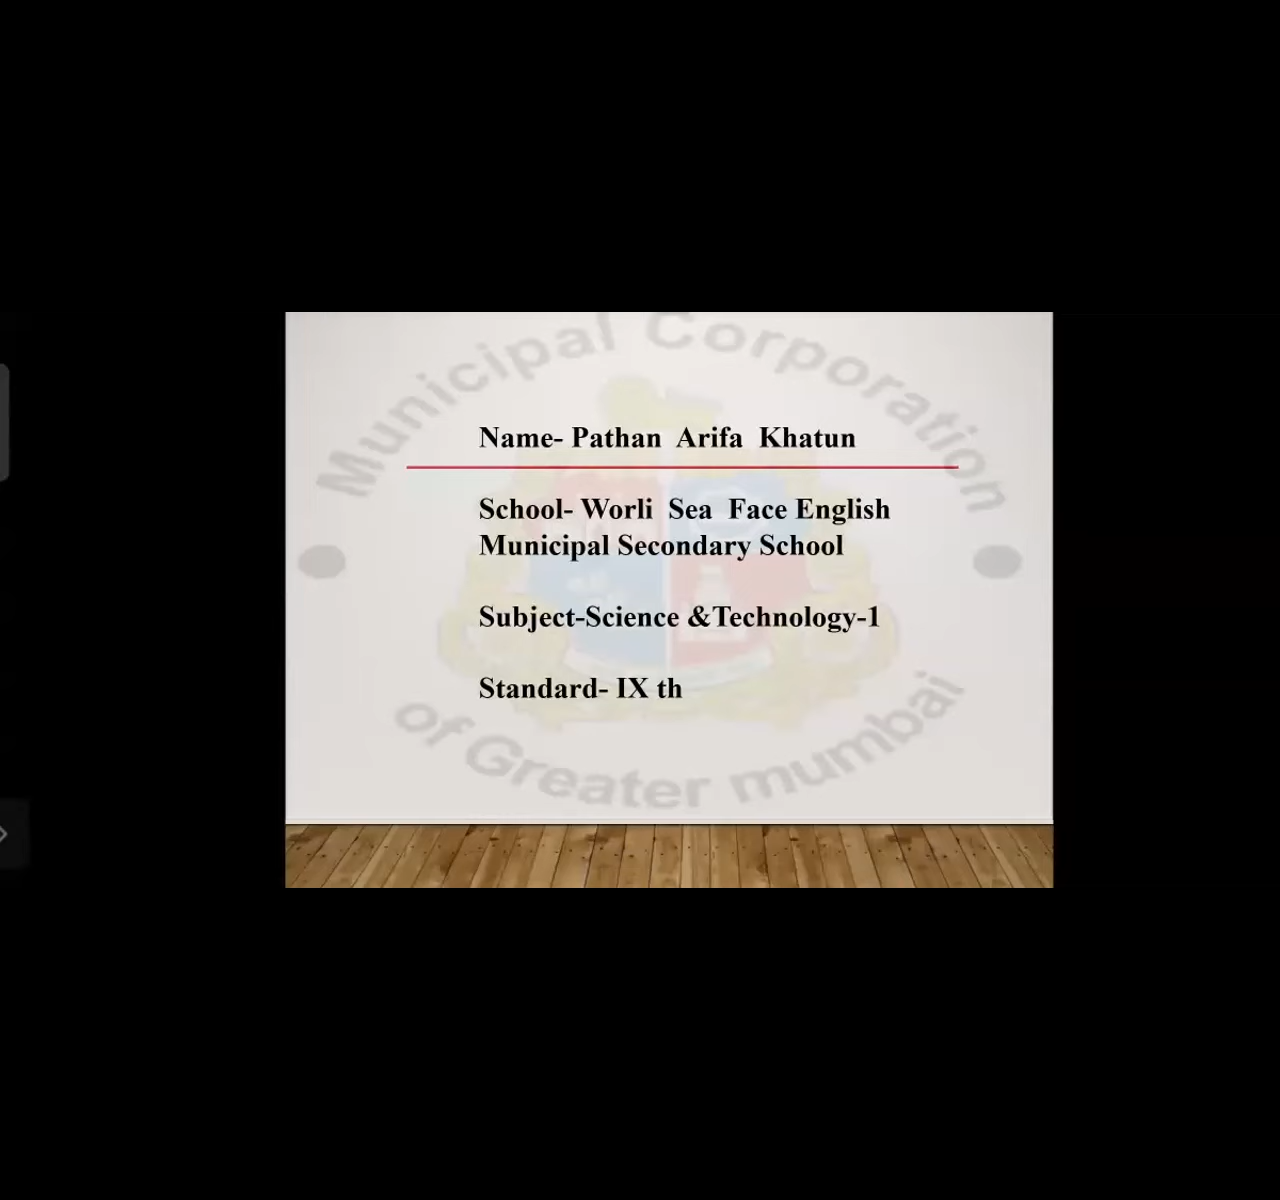 Municipal Corporation
Name- Pathan Arifa Khatun
School- Worli Sea Face English
Municipal Secondary School
Subject-Science &Technology-1
Standard- IX th
of Greater mumbai